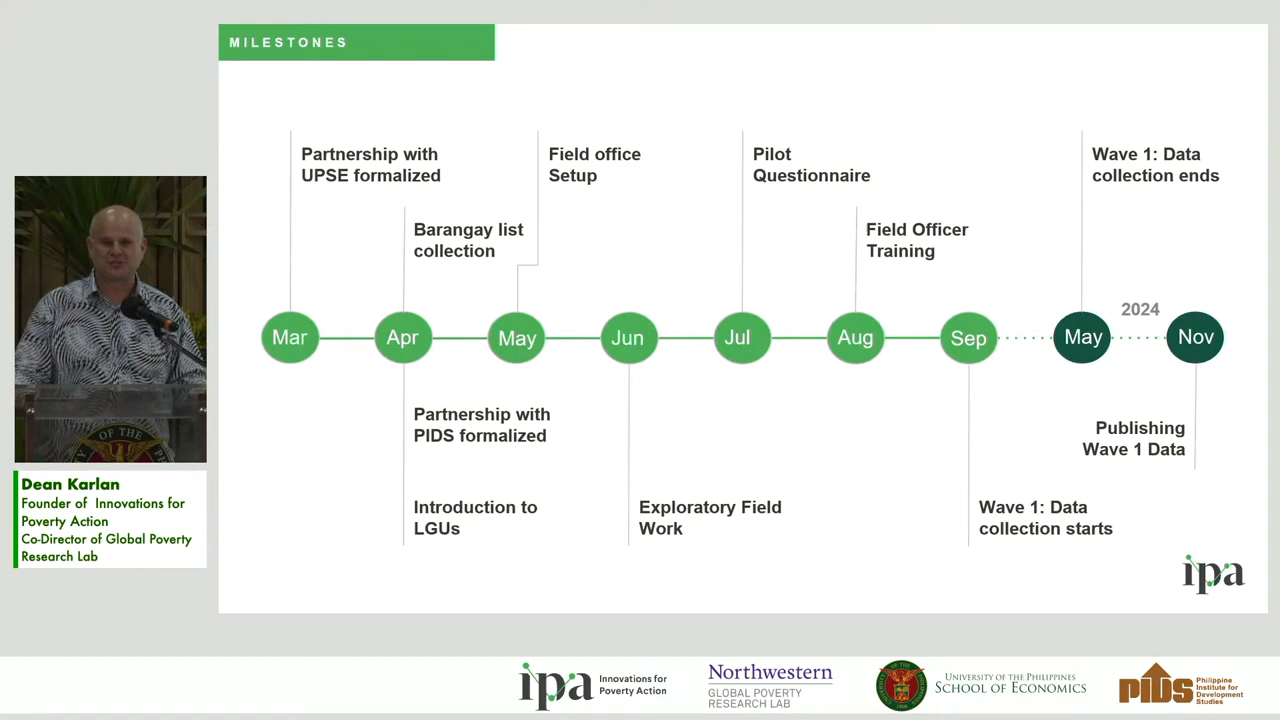 MILESTONES
Partnership with
UPSE formalized
Field office
Setup
Pilot
Questionnaire
Wave 1: Data
collection ends
Barangay list
collection
Field Officer
Training
2024
Mar
Apr
May
Jun
Jul
Aug
Sep
May
Nov
Partnership with
PIDS formalized
Publishing
Wave 1 Data
Introduction to
LGUs
Exploratory Field
Work
Wave 1: Data
collection starts
ipa
OF THE
Dean Karlan
Founder of Innovations for
Poverty Action
Co-Director of Global Poverty
Research Lab
ipa
Innovations for
Poverty Action
Northwestern
GLOBAL POVERTY
RESEARCH LAB
UNIVERSITY OF THE PHILIPPINES
SCHOOL OF ECONOMICS
PIDS
Philippine
Institute for
Development
Studies